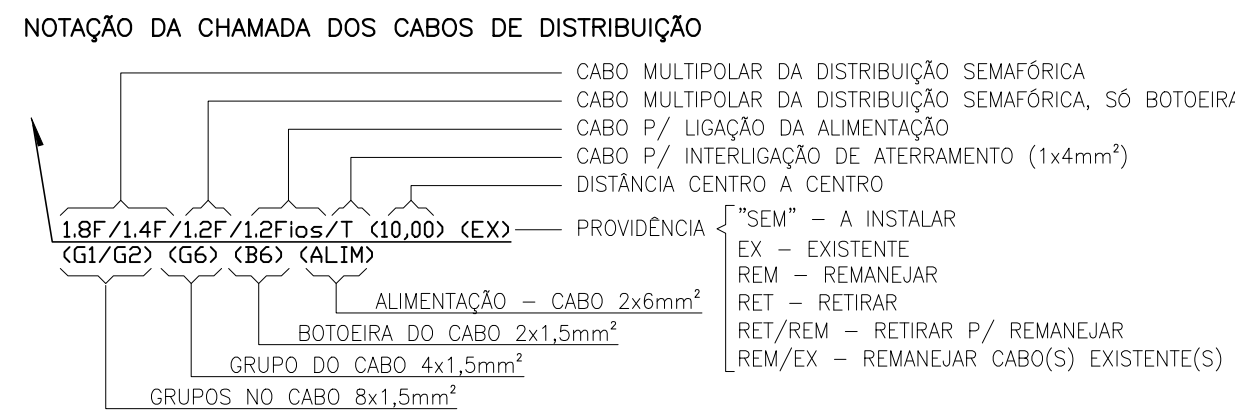 NOTAÇÃO DA CHAMADA DOS CABOS DE DISTRIBUIÇÃO
CABO MULTIPOLAR DA DISTRIBUIÇÃO SEMAFÓRICA
CABO MULTIPOLAR DA DISTRIBUIÇÃO SEMAFÓRICA, SÓ BOTOEIRA
CABO P/ LIGAÇÃO DA ALIMENTAÇÃO
CABO P/ INTERLIGAÇÃO DE ATERRAMENTO (1x4mm²)
DISTÂNCIA CENTRO A CENTRO
1.8F/1.4F/1.2F/1.2Fios/T (10,00) (EX)
PROVIDÊNCIA
"SEM" – A INSTALAR
EX – EXISTENTE
REM – REMANEJAR
RET – RETIRAR
RET/REM – RETIRAR P/ REMANEJAR
REM/EX – REMANEJAR CABO(S) EXISTENTE(S)
(G1/G2) (G6) (B6) (ALIM)
ALIMENTAÇÃO – CABO 2x6mm²
BOTOEIRA DO CABO 2x1,5mm²
GRUPO DO CABO 4x1,5mm²
GRUPOS NO CABO 8x1,5mm²